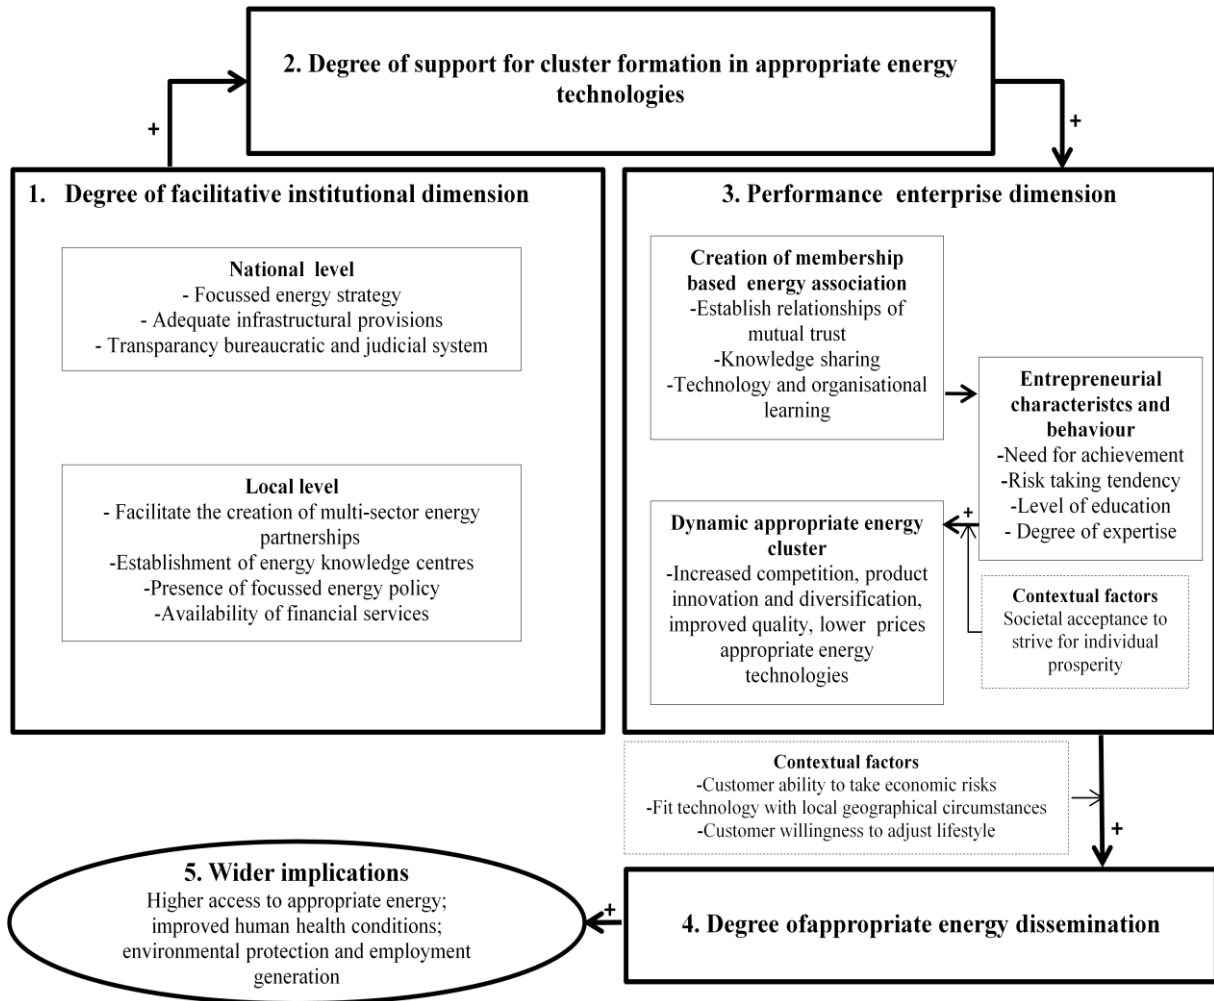 2. Degree of support for cluster formation in appropriate energy
technologies
+
+
1. Degree of facilitative institutional dimension
National level
- Focussed energy strategy
- Adequate infrastructural provisions
- Transparancy bureaucratic and judicial system
Local level
- Facilitate the creation of multi-sector energy
partnerships
-Establishment of energy knowledge centres
-Presence of focussed energy policy
-Availability of financial services
3. Performance enterprise dimension
Creation of membership
based energy association
-Establish relationships of
mutual trust
-Knowledge sharing
-Technology and organisational
learning
Entrepreneurial
characteristcs and
behaviour
-Need for achievement
-Risk taking tendency
-Level of education
- Degree of expertise
+
Dynamic appropriate energy
cluster
-Increased competition, product
innovation and diversification,
improved quality, lower prices
appropriate energy
technologies
Contextual factors
Societal acceptance to
strive for individual
prosperity
Contextual factors
-Customer ability to take economic risks
-Fit technology with local geographical circumstances
-Customer willingness to adjust lifestyle
+
4. Degree ofappropriate energy dissemination
+
5. Wider implications
Higher access to appropriate energy;
improved human health conditions;
environmental protection and employment
generation